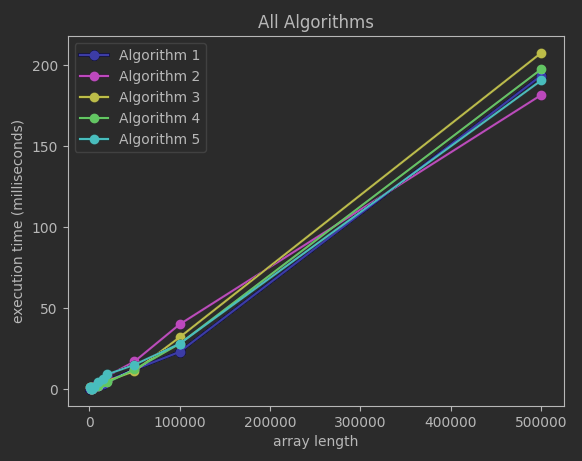 All Algorithms
Algorithm 1
Algorithm 2
Algorithm 3
Algorithm 4
Algorithm 5
execution time (milliseconds)
200
150
100
50
0
0 100000 200000 300000 400000 500000
array length